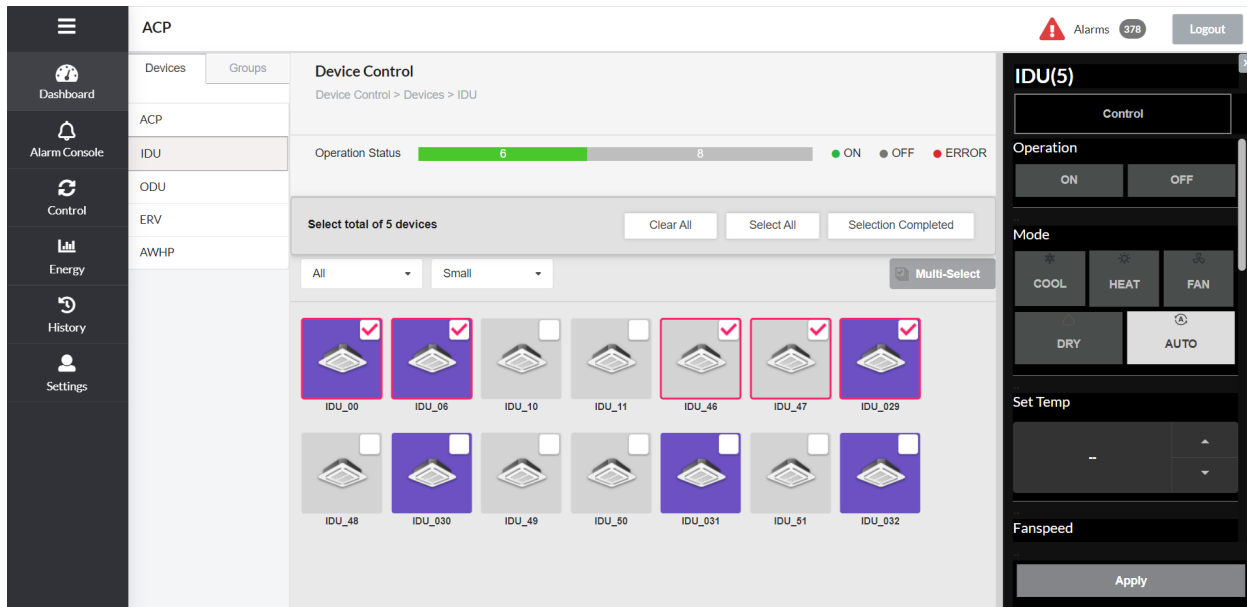 ACP
Alarms 378 Logout
Dashboard
Alarm Console
Control
Energy
History
Settings
Devices Groups
ACP
IDU
ODU
ERV
AWHP
Device Control
Device Control > Devices > IDU
Operation Status 6 8 ON OFF ERROR
Select total of 5 devices Clear All Select All Selection Completed
All Small Multi-Select
IDU_00 IDU_06 IDU_10 IDU_11 IDU_46 IDU_47 IDU_029
IDU_48 IDU_030 IDU_49 IDU_50 IDU_031 IDU_51 IDU_032
IDU(5)
Control
Operation
ON OFF
..
Mode
COOL HEAT FAN
DRY A AUTO
..
Set Temp
--
..
Fanspeed
..
Apply